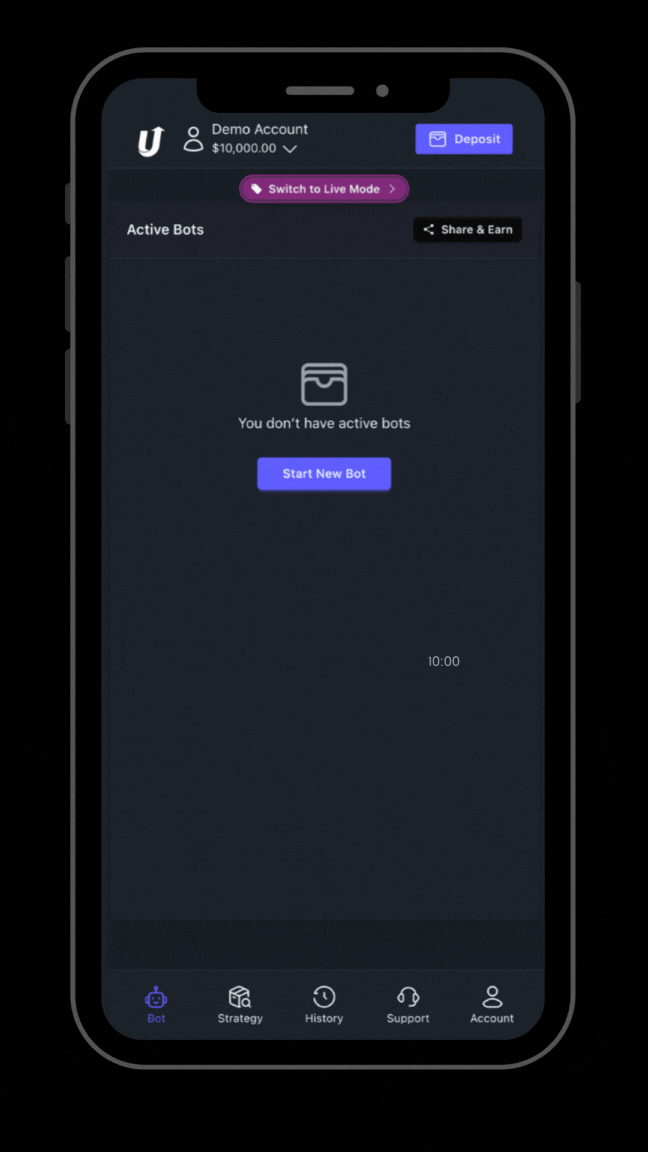 Demo Account
$10,000.00
Deposit
Switch to Live Mode
Active Bots
Share & Earn
You don't have active bots
Start New Bot
10:00
Bot
Strategy
History
Support
Account